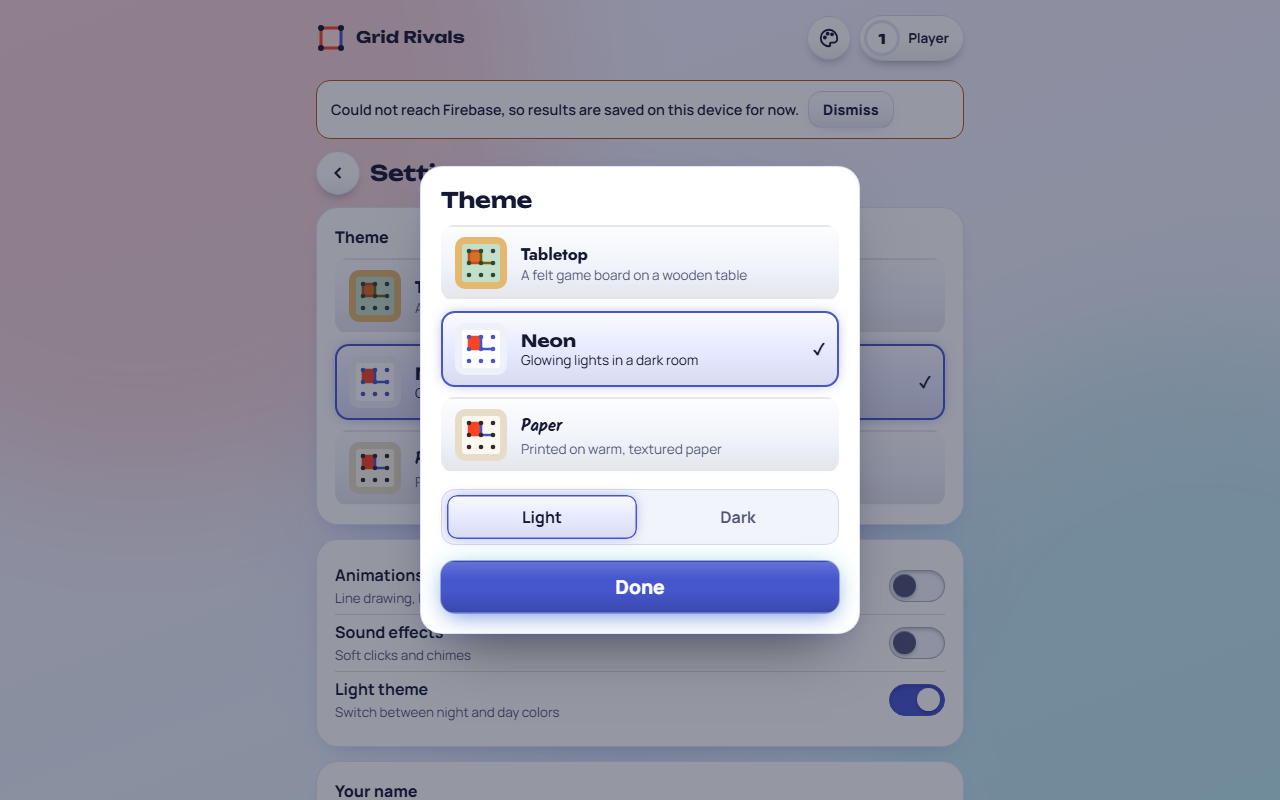 Grid Rivals
1 Player
Could not reach Firebase, so results are saved on this device for now. Dismiss
Theme
Theme
Tabletop
A felt game board on a wooden table
Neon
Glowing lights in a dark room
Paper
Printed on warm, textured paper
Light Dark
Done
Animations
Line drawing,
Sound effects
Soft clicks and chimes
Light theme
Switch between night and day colors
Your name